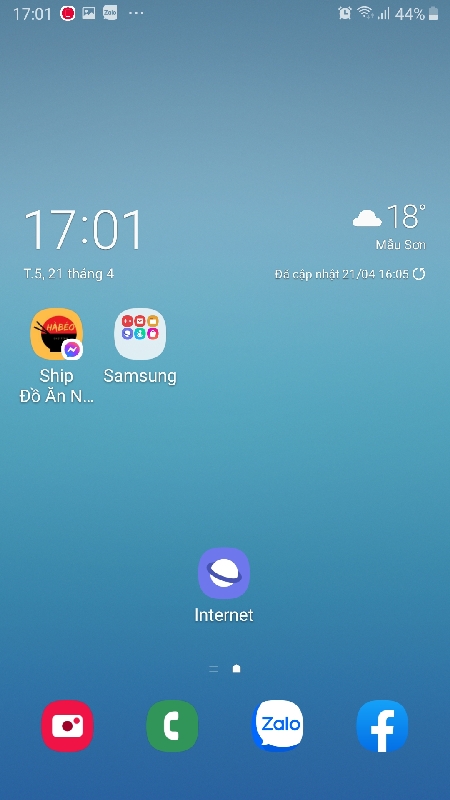 17:01
Zalo
44%
17:01
18°
Mẫu Sơn
T.5, 21 tháng 4
Đã cập nhật 21/04 16:05
HABEO
Ship
Đồ Ăn N...
Samsung
Internet
Zalo